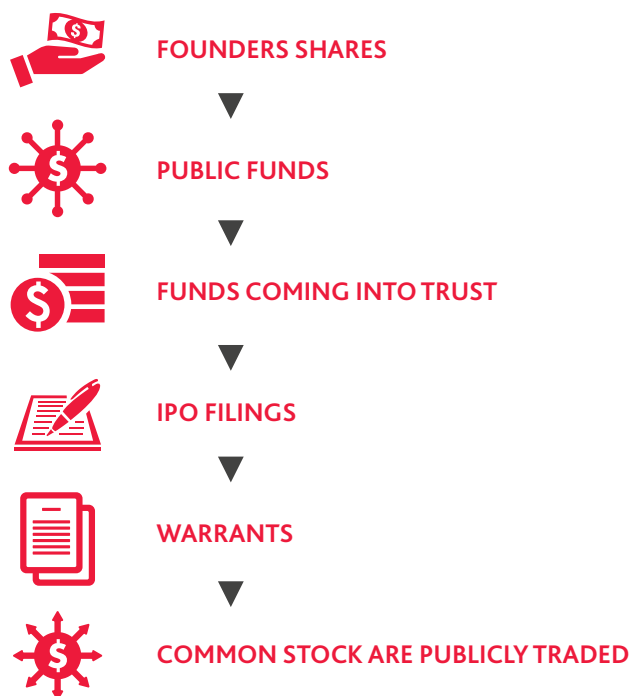 $
FOUNDERS SHARES
$
PUBLIC FUNDS
$
FUNDS COMING INTO TRUST
IPO FILINGS
WARRANTS
$
COMMON STOCK ARE PUBLICLY TRADED